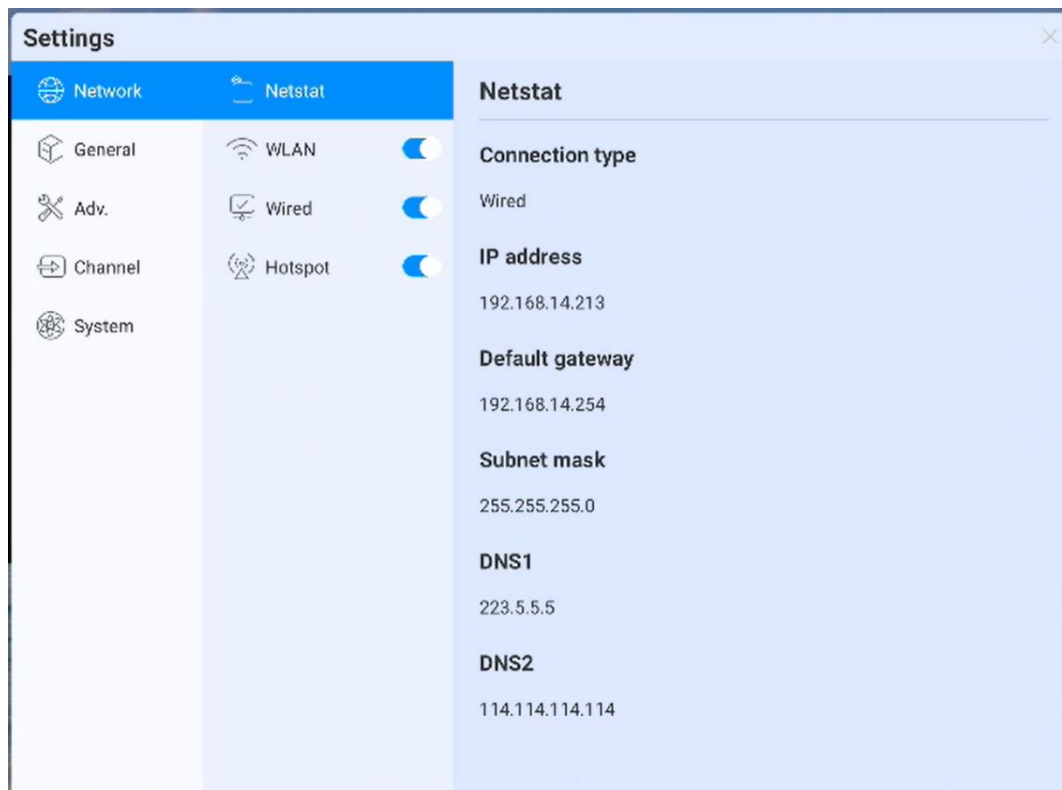 Settings
Network
General
Adv.
Channel
System
Netstat
WLAN
Wired
Hotspot
Netstat
Connection type
Wired
IP address
192.168.14.213
Default gateway
192.168.14.254
Subnet mask
255.255.255.0
DNS1
223.5.5.5
DNS2
114.114.114.114